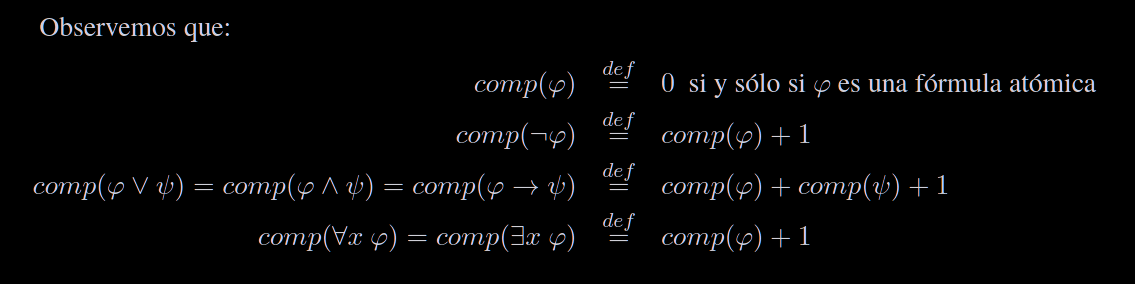 Observemos que:
comp(φ) def= 0 si y sólo si φ es una fórmula atómica
comp(¬φ) def= comp(φ) + 1
comp(φ ∨ ψ) = comp(φ ∧ ψ) = comp(φ → ψ) def= comp(φ) + comp(ψ) + 1
comp(∀x φ) = comp(∃x φ) def= comp(φ) + 1